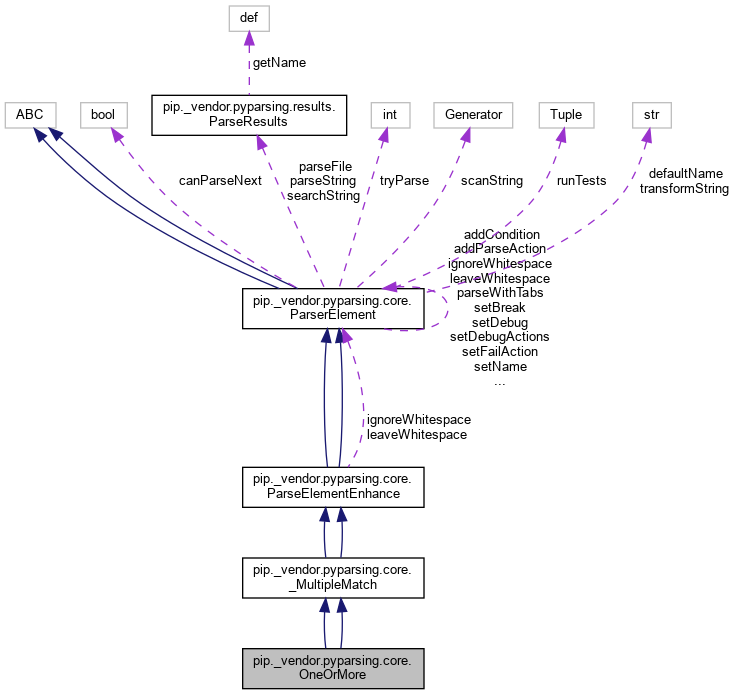 def
getName
ABC
bool
pip._vendor.pyparsing.results.
ParseResults
int
Generator
Tuple
str
canParseNext
parseFile
parseString
searchString
tryParse
scanString
runTests
defaultName
transformString
addCondition
addParseAction
ignoreWhitespace
leaveWhitespace
parseWithTabs
setBreak
setDebug
setDebugActions
setFailAction
setName
...
pip._vendor.pyparsing.core.
ParserElement
ignoreWhitespace
leaveWhitespace
pip._vendor.pyparsing.core.
ParseElementEnhance
pip._vendor.pyparsing.core.
_MultipleMatch
pip._vendor.pyparsing.core.
OneOrMore